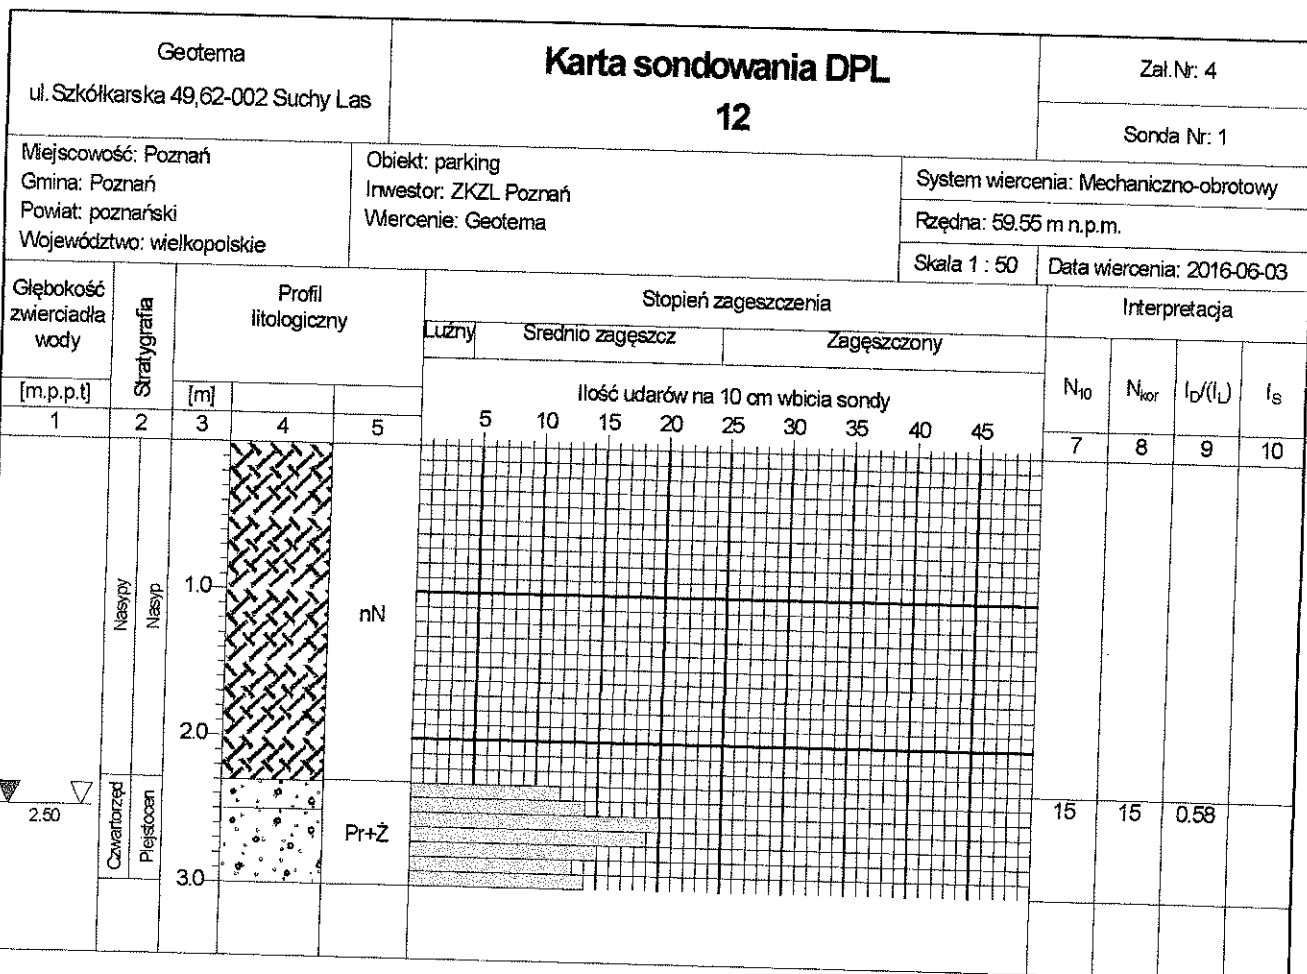 Geotema
ul.Szkółkarska 49,62-002 Suchy Las
Karta sondowania DPL
12
Zał.Nr: 4
Sonda Nr: 1
Miejscowość: Poznań
Gmina: Poznań
Powiat: poznański
Województwo: wielkopolskie
Obiekt: parking
Inwestor: ZKZL Poznań
Wiercenie: Geotema
System wiercenia: Mechaniczno-obrotowy
Rzędna: 59.55 m n.p.m.
Skala 1 : 50
Data wiercenia: 2016-06-03
Głębokość
zwierciadła
wody
Stratygrafia
Profil
litologiczny
Stopień zageszczenia
Luźny
Srednio zagęszcz
Zagęszczony
Interpretacja
[m.p.p.t]
[m]
Ilość udarów na 10 cm wbicia sondy
N10
Nkor
ID/(IL)
IS
1 2 3 4 5
5 10 15 20 25 30 35 40 45
7 8 9 10
1.0
Nasypy
Nasyp
nN
2.0
2.50
Czwartorzęd
Plejstocen
Pr+Ż
15 15 0.58
3.0